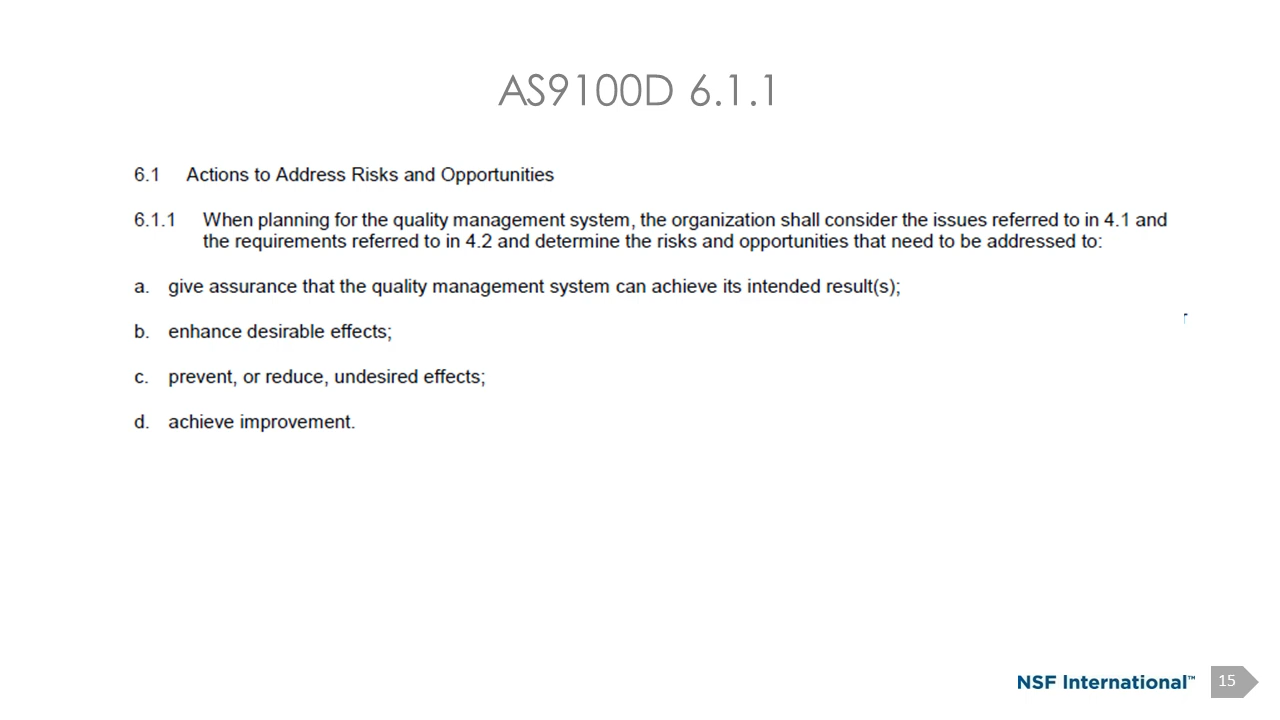 AS9100D 6.1.1
6.1 Actions to Address Risks and Opportunities
6.1.1 When planning for the quality management system, the organization shall consider the issues referred to in 4.1 and
the requirements referred to in 4.2 and determine the risks and opportunities that need to be addressed to:
a. give assurance that the quality management system can achieve its intended result(s);
b. enhance desirable effects;
c. prevent, or reduce, undesired effects;
d. achieve improvement.
NSF International™
15